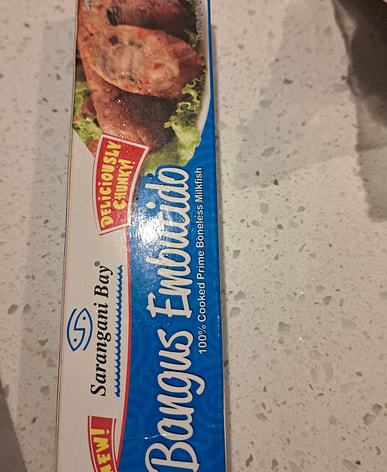 NEW!
Sarangani Bay®
DELICIOUSLY
CHUNKY!
Bangus Embutido
100% Cooked Prime Boneless Milkfish